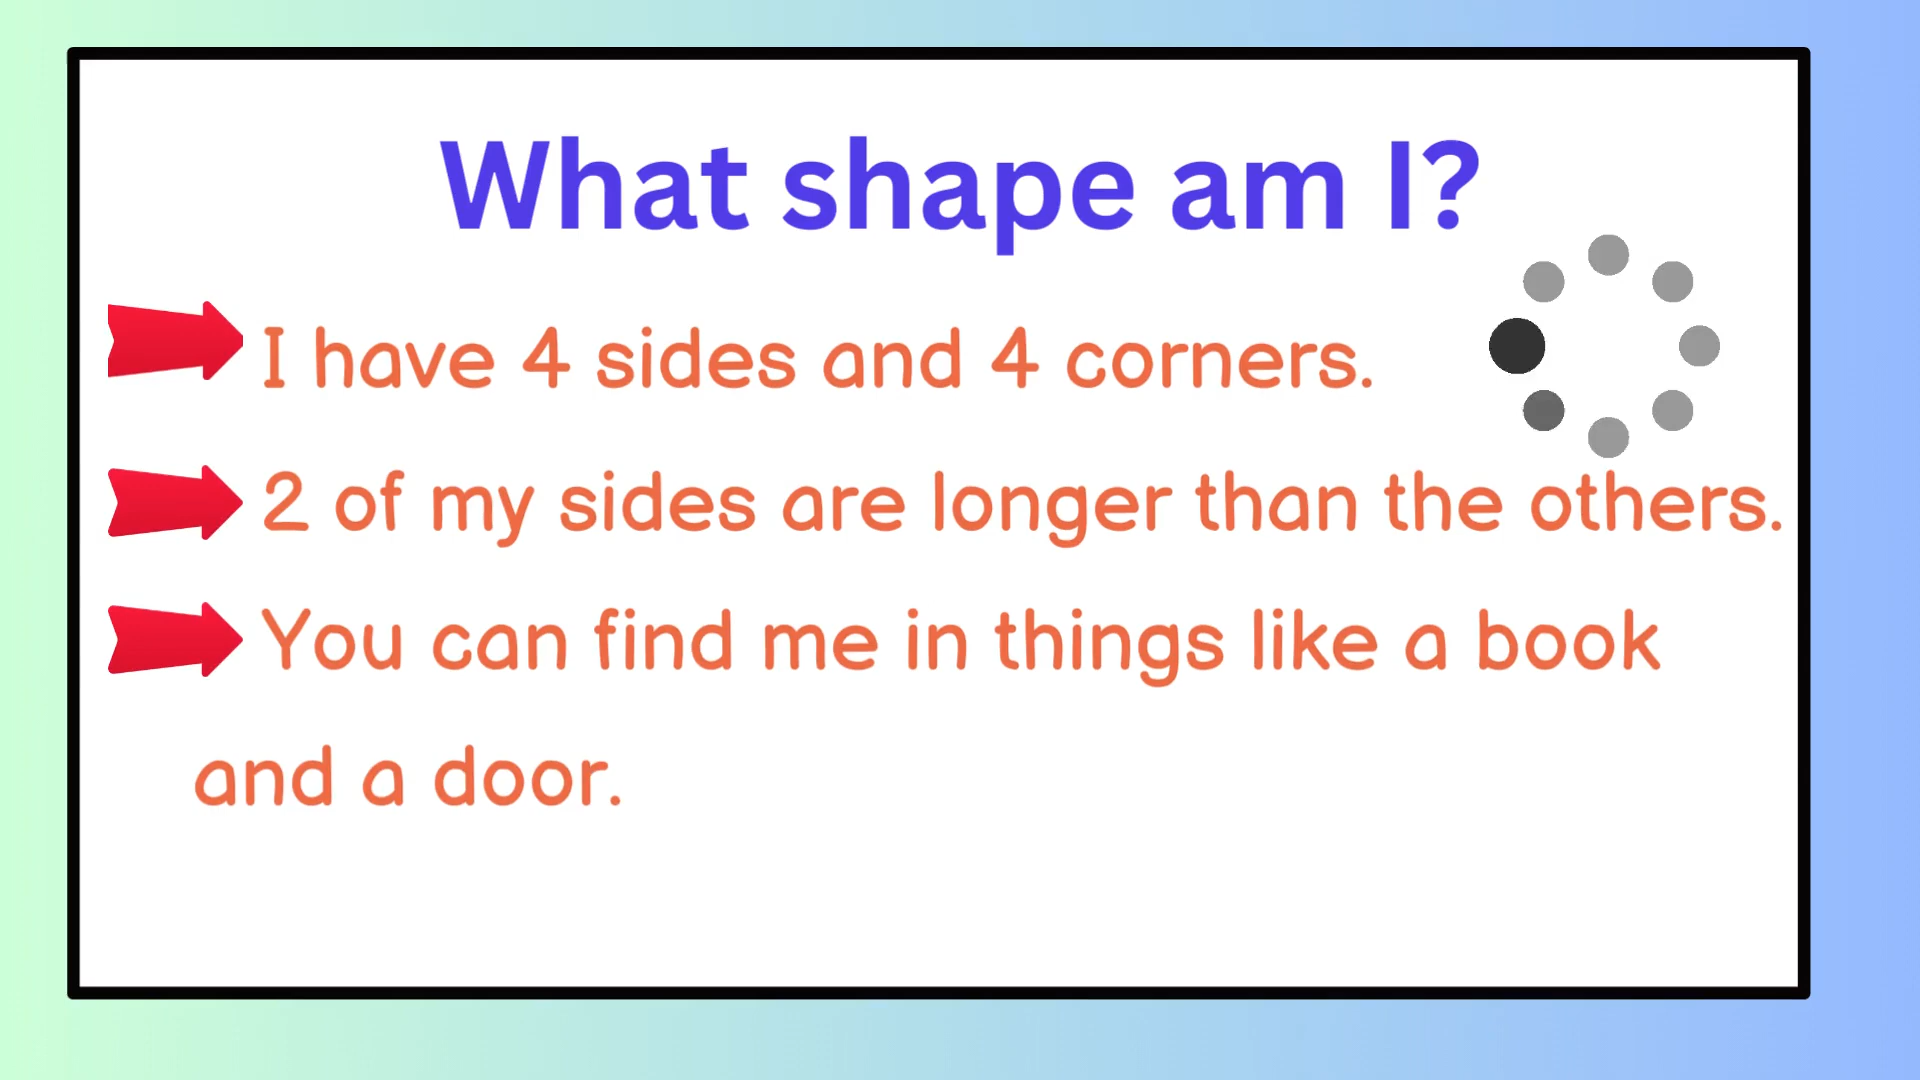 What shape am I?
I have 4 sides and 4 corners.
2 of my sides are longer than the others.
You can find me in things like a book
and a door.